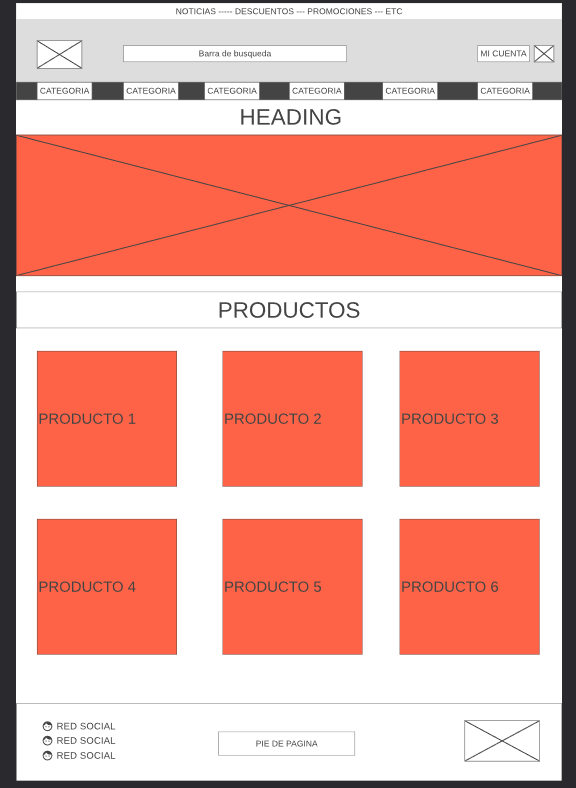 NOTICIAS ----- DESCUENTOS --- PROMOCIONES --- ETC
Barra de busqueda
MI CUENTA
CATEGORIA CATEGORIA CATEGORIA CATEGORIA CATEGORIA CATEGORIA
HEADING
PRODUCTOS
PRODUCTO 1 PRODUCTO 2 PRODUCTO 3
PRODUCTO 4 PRODUCTO 5 PRODUCTO 6
RED SOCIAL
RED SOCIAL
RED SOCIAL
PIE DE PAGINA